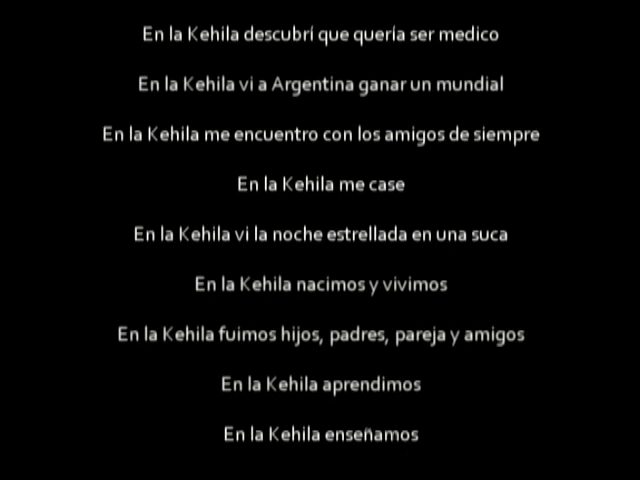 En la Kehila descubrí que quería ser medico
En la Kehila vi a Argentina ganar un mundial
En la Kehila me encuentro con los amigos de siempre
En la Kehila me case
En la Kehila vi la noche estrellada en una suca
En la Kehila nacimos y vivimos
En la Kehila fuimos hijos, padres, pareja y amigos
En la Kehila aprendimos
En la Kehila enseñamos